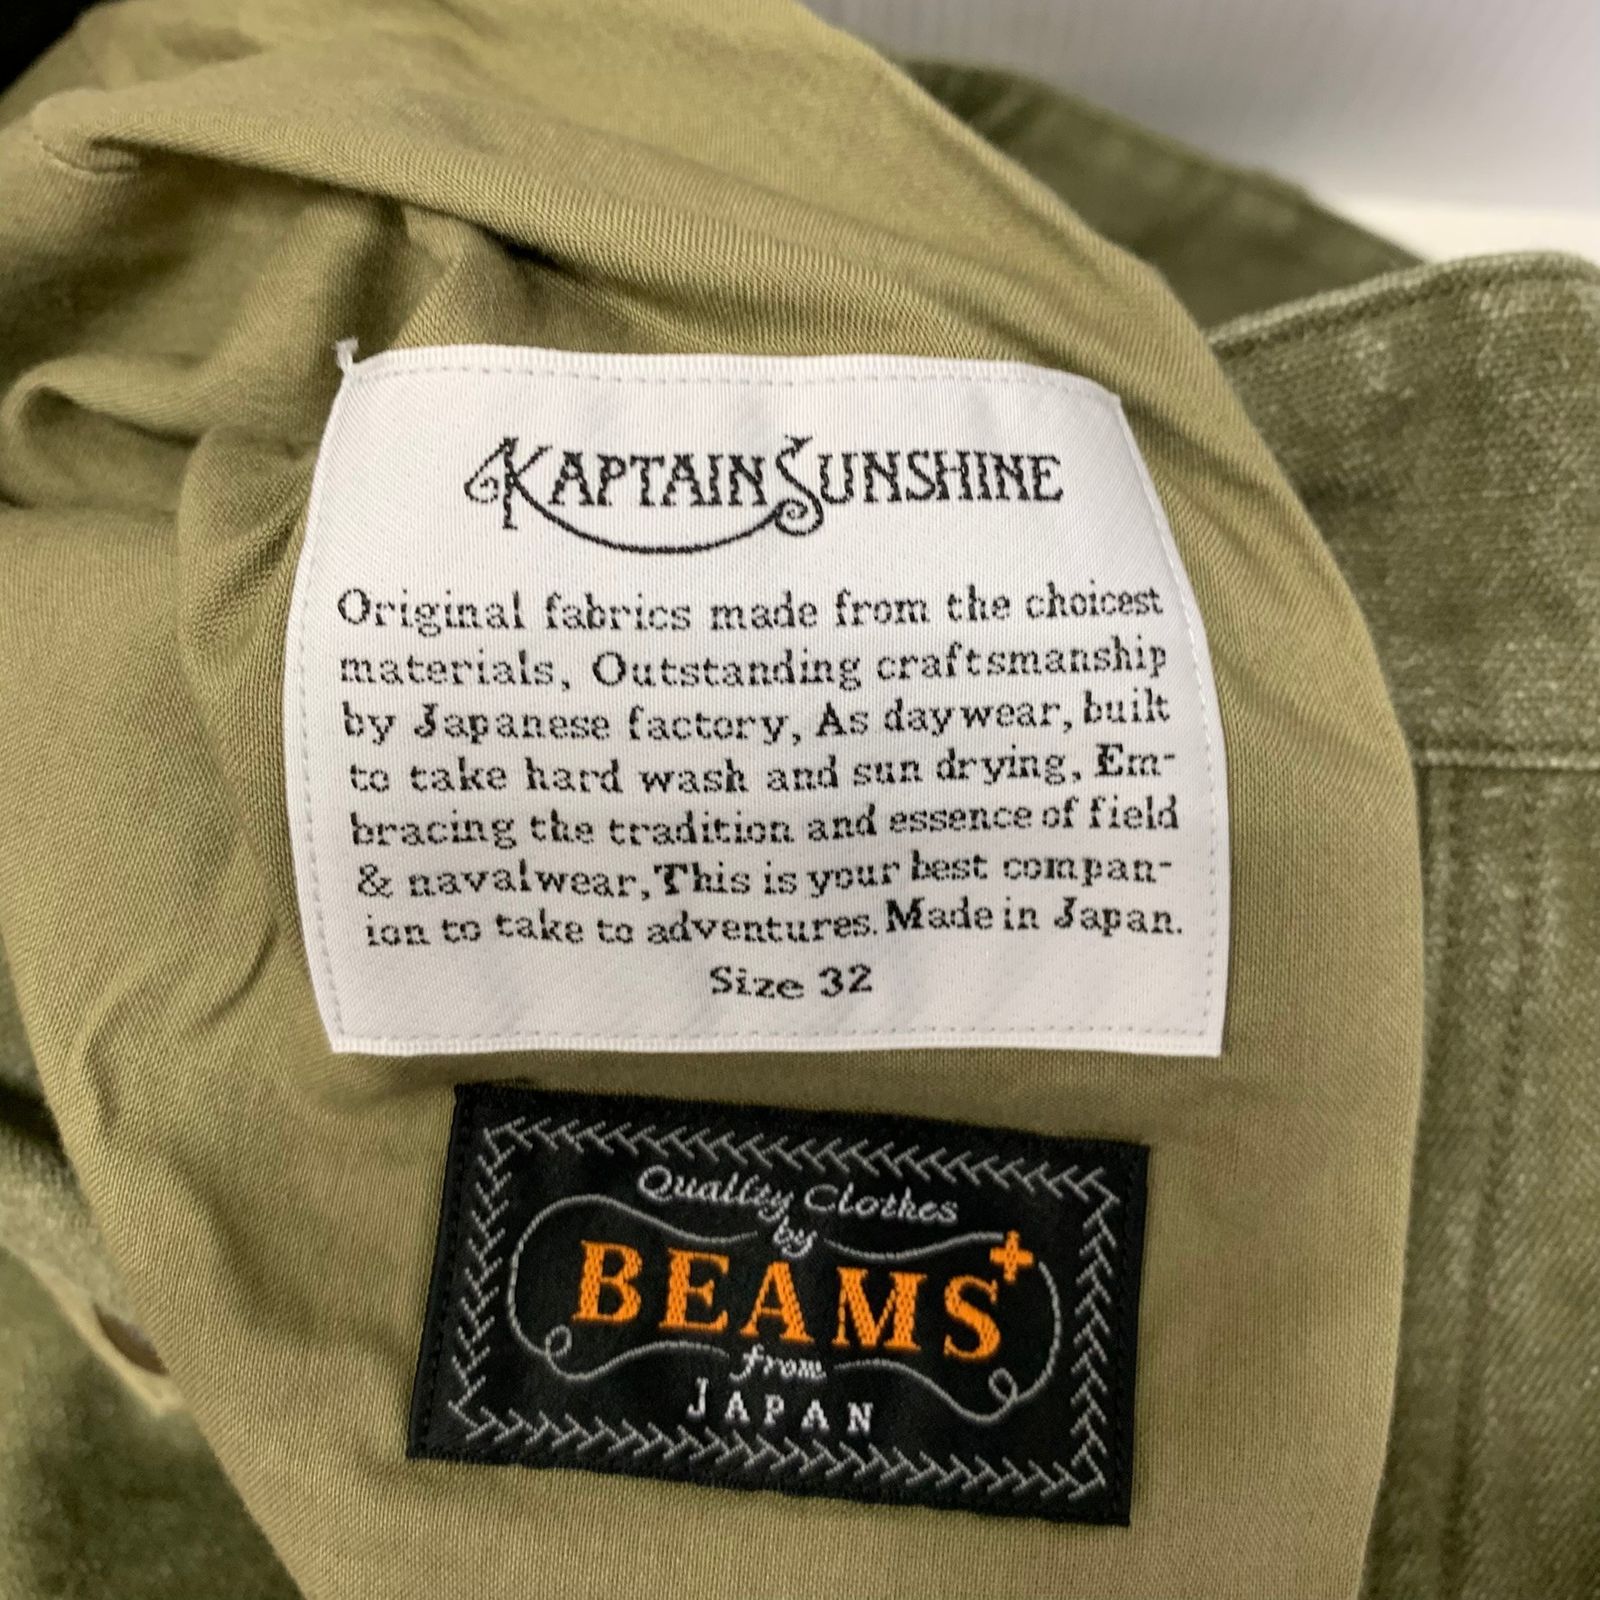 KAPTAIN SUNSHINE
Original fabrics made from the choicest
materials, Outstanding craftsmanship
by Japanese factory, As daywear, built
to take hard wash and sun drying, Em-
bracing the tradition and essence of field
& navalwear, This is your best compan-
ion to take to adventures. Made in Japan.
Size 32
Quality Clothes
by
BEAMS+
from
JAPAN